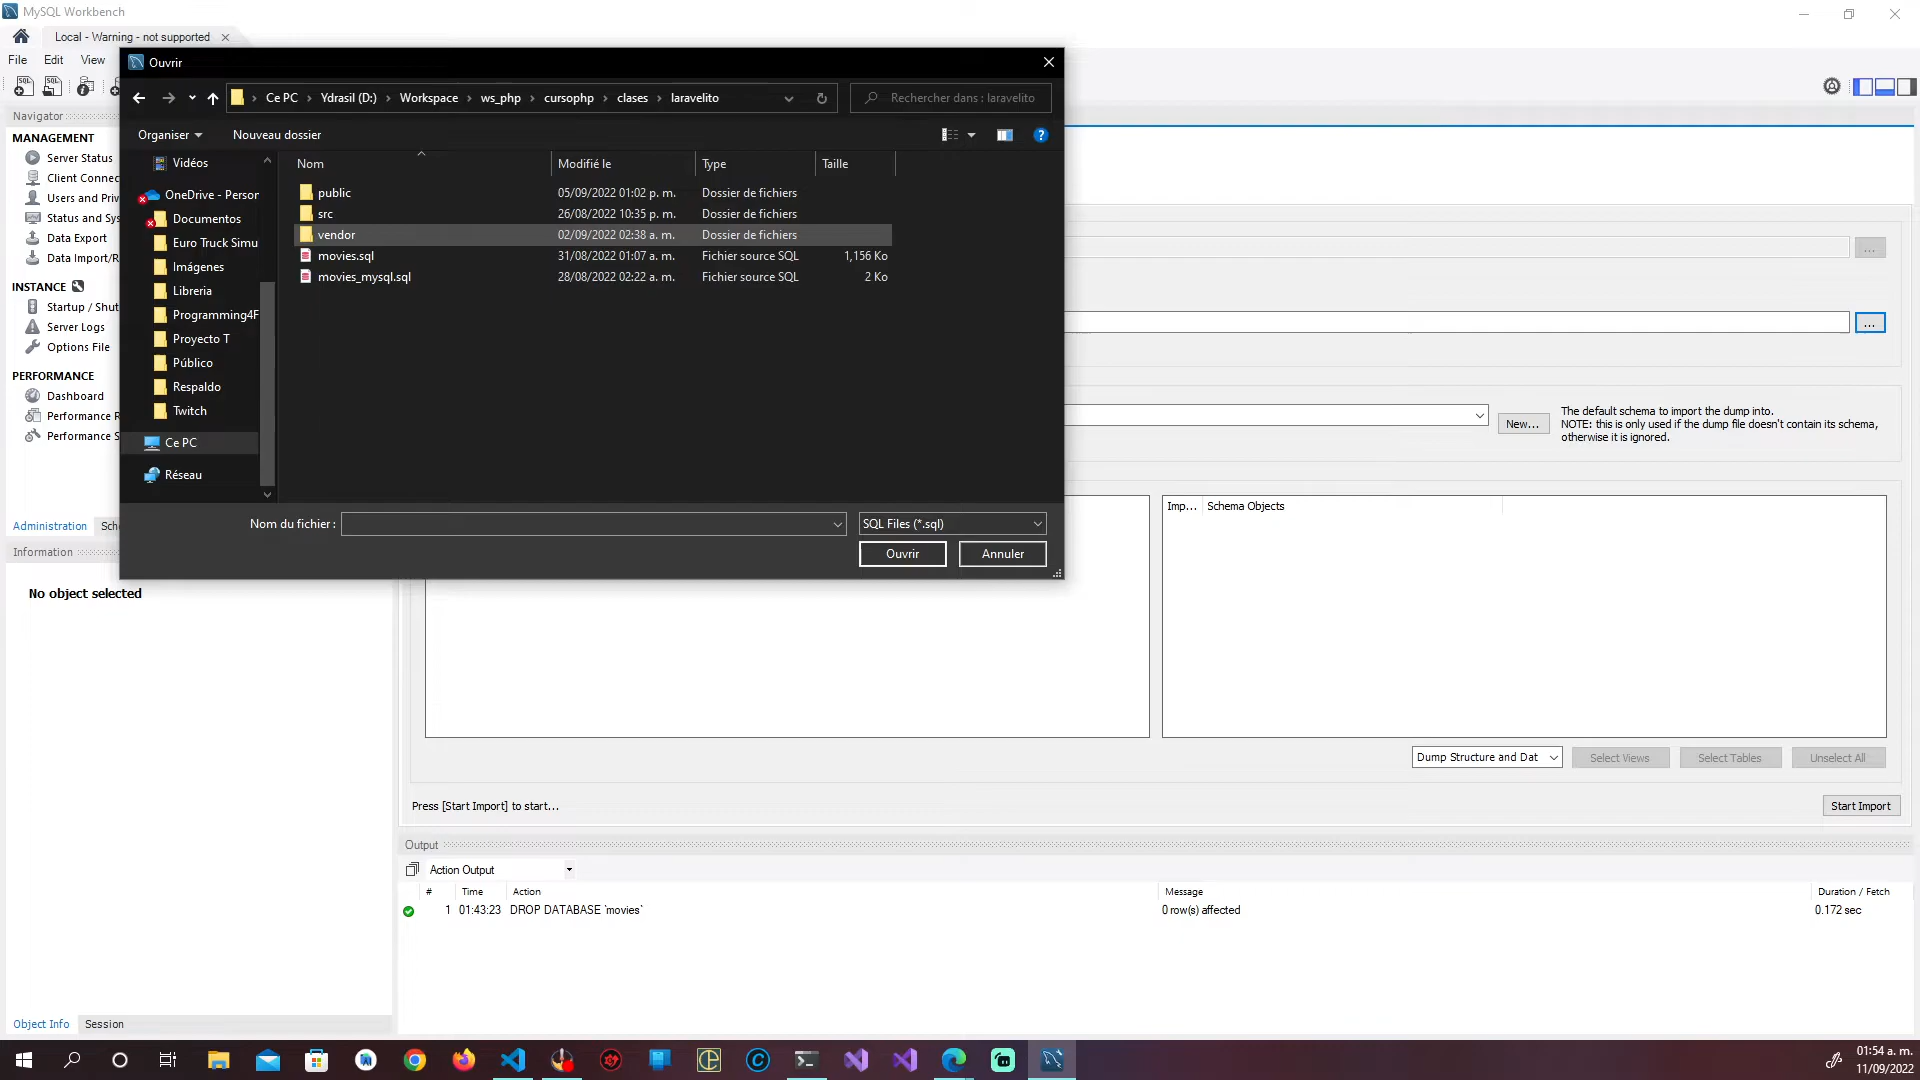 MySQL Workbench
Local - Warning - not supported
File Edit View
Ouvrir
Ce PC Ydrasil (D:) Workspace ws_php cursophp clases laravelito
Rechercher dans : laravelito
Organiser Nouveau dossier
Navigator
MANAGEMENT
Server Status
Client Connec
Users and Priv
Status and Sys
Data Export
Data Import/R
INSTANCE
Startup / Shut
Server Logs
Options File
PERFORMANCE
Dashboard
Performance R
Performance S
Administration Sch
Information
No object selected
Vidéos
OneDrive - Person
Documentos
Euro Truck Simu
Imágenes
Libreria
Programming4F
Proyecto T
Público
Respaldo
Twitch
Ce PC
Réseau
Nom Modifié le Type Taille
public 05/09/2022 01:02 p. m. Dossier de fichiers
src 26/08/2022 10:35 p. m. Dossier de fichiers
vendor 02/09/2022 02:38 a. m. Dossier de fichiers
movies.sql 31/08/2022 01:07 a. m. Fichier source SQL 1,156 Ko
movies_mysql.sql 28/08/2022 02:22 a. m. Fichier source SQL 2 Ko
Nom du fichier : SQL Files (*.sql)
Ouvrir Annuler
...
...
New...
The default schema to import the dump into.
NOTE: this is only used if the dump file doesn't contain its schema,
otherwise it is ignored.
Imp... Schema Objects
Dump Structure and Dat Select Views Select Tables Unselect All
Press [Start Import] to start...
Start Import
Output
Action Output
# Time Action Message Duration / Fetch
1 01:43:23 DROP DATABASE `movies` 0 row(s) affected 0.172 sec
Object Info Session
01:54 a. m.
11/09/2022